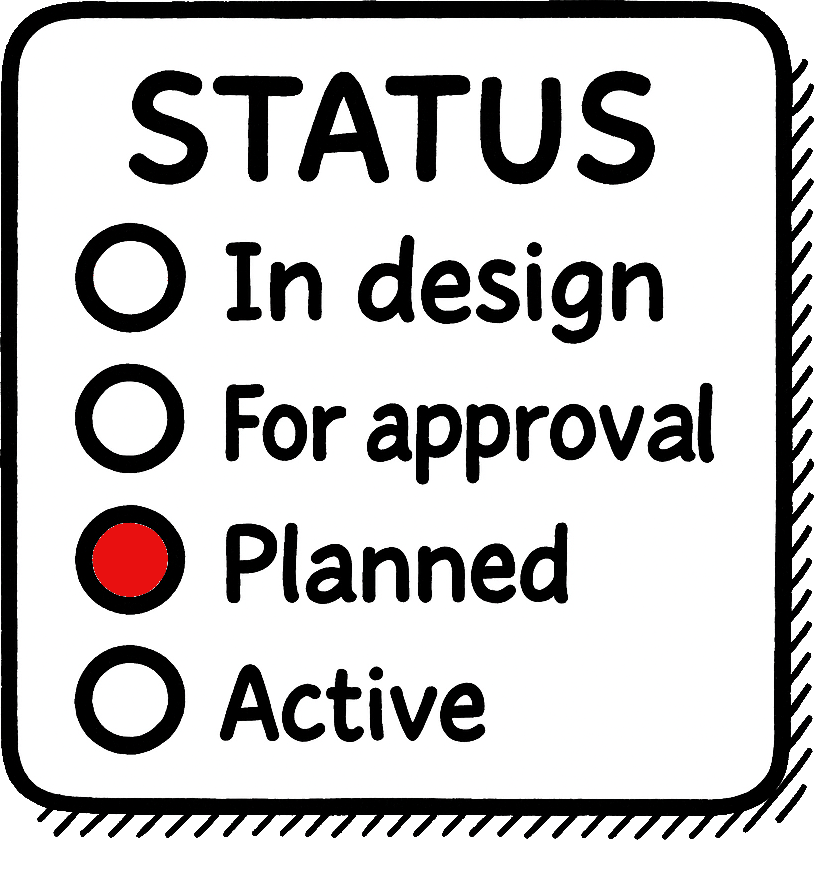 STATUS
In design
For approval
Planned
Active